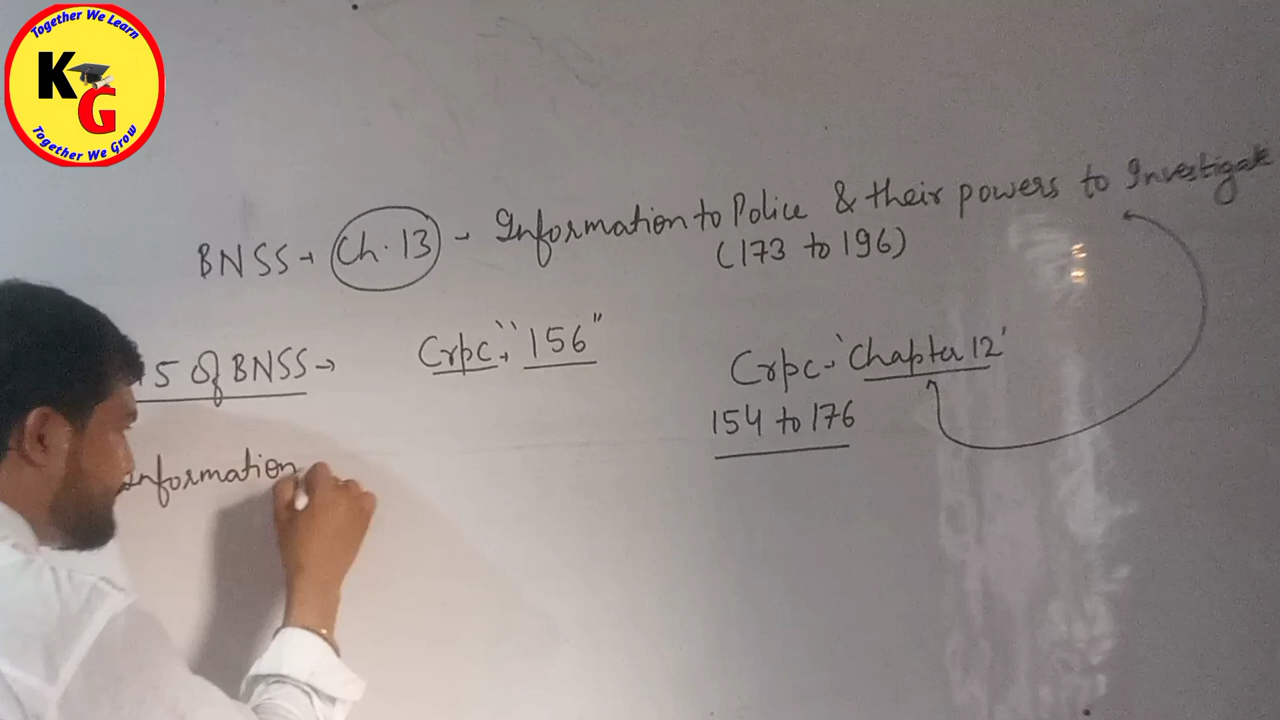 Together We Learn
KG
Together We Grow
BNSS → Ch. 13 - Information to Police & their powers to Investigate
(173 to 196)
5 Of BNSS → Crpc → "156"
Crpc - 'Chapter 12'
154 to 176
Information